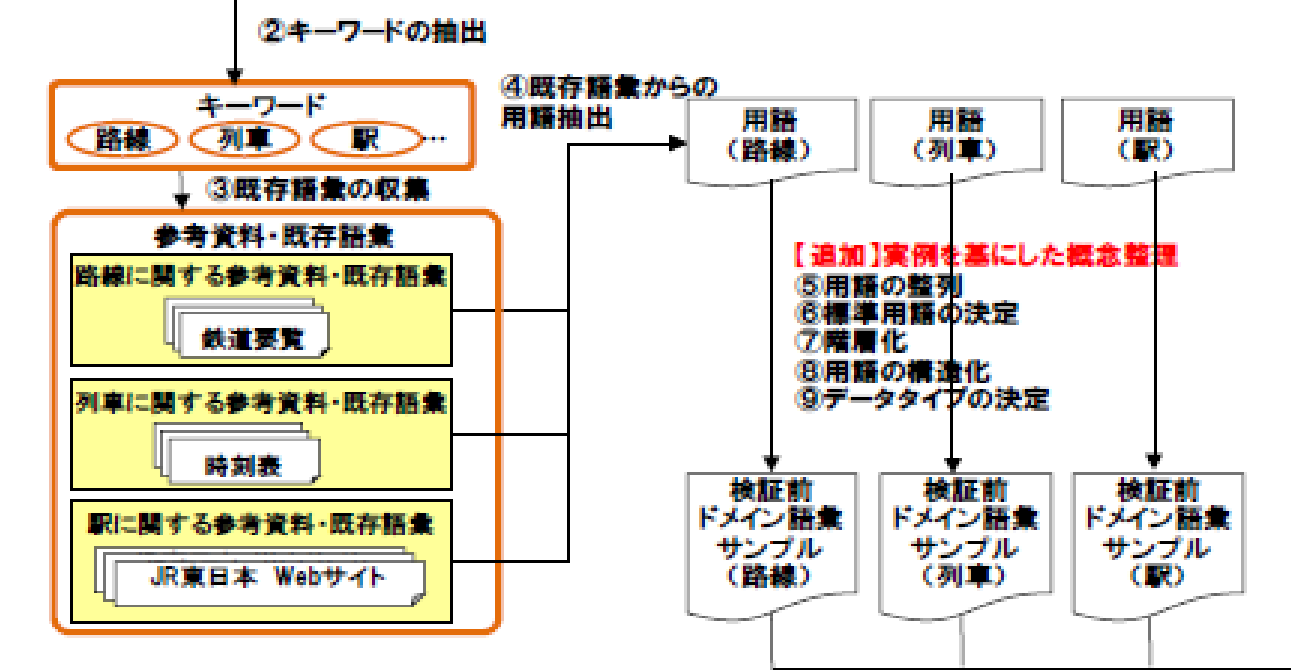 ②キーワードの抽出
キーワード
路線 列車 駅 …
③既存語彙の収集
参考資料・既存語彙
路線に関する参考資料・既存語彙
鉄道要覧
列車に関する参考資料・既存語彙
時刻表
駅に関する参考資料・既存語彙
JR東日本 Webサイト
④既存語彙からの
用語抽出
用語
（路線）
用語
（列車）
用語
（駅）
【追加】実例を基にした概念整理
⑤用語の整列
⑥標準用語の決定
⑦階層化
⑧用語の構造化
⑨データタイプの決定
検証前
ドメイン語彙
サンプル
（路線）
検証前
ドメイン語彙
サンプル
（列車）
検証前
ドメイン語彙
サンプル
（駅）